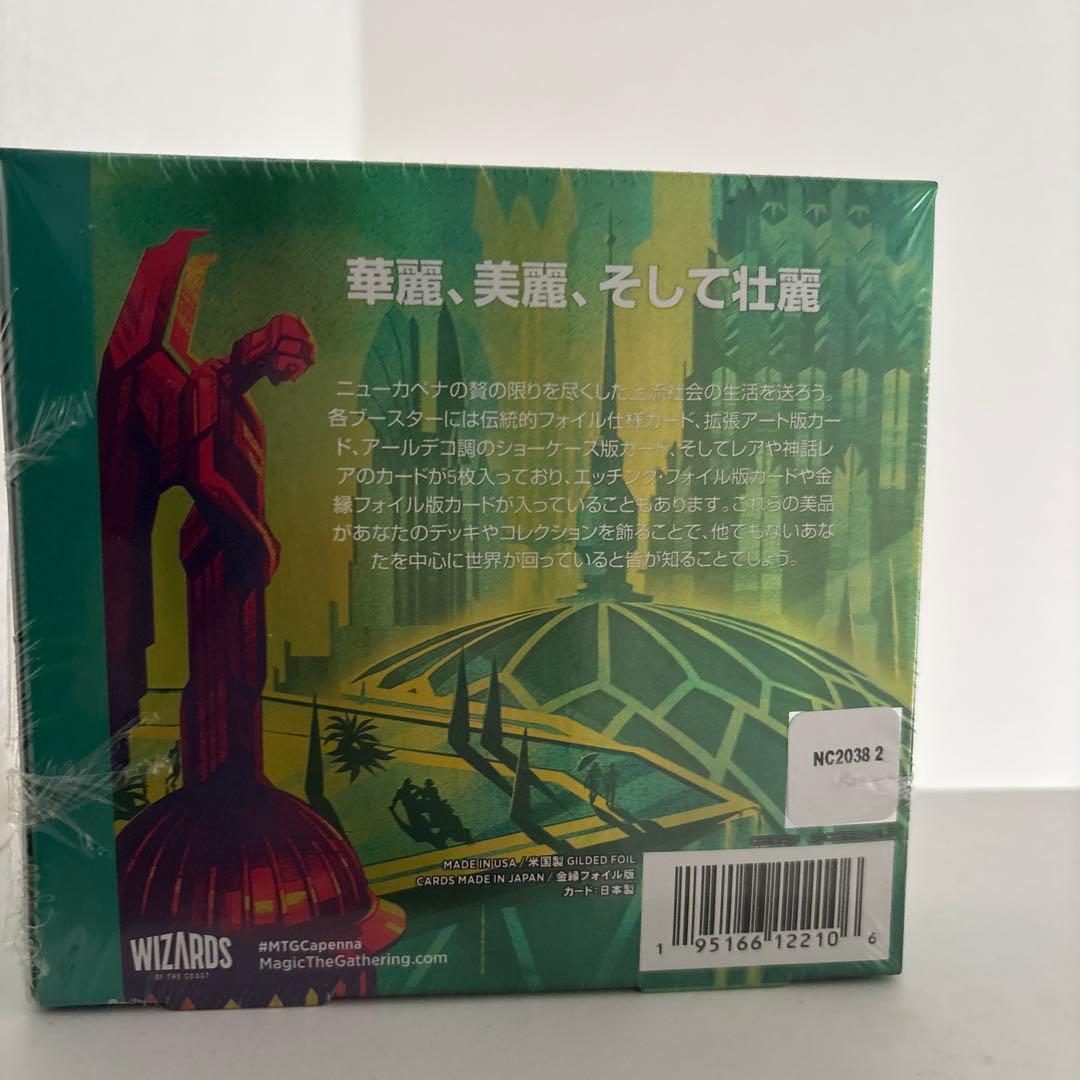 華麗、美麗、そして壮麗
ニューカペナの贅の限りを尽くした上流社会の生活を送ろう。
各ブースターには伝統的フォイル仕様カード、拡張アート版カー
ド、アールデコ調のショーケース版カード、そしてレアや神話レ
アのカードが5枚入っており、エッチング・フォイル版カードや金
縁フォイル版カードが入っていることもあります。これらの美品
があなたのデッキやコレクションを飾ることで、他でもないあな
たを中心に世界が回っていると皆が知ることでしょう。
NC2038 2
MADE IN USA / 米国製 GILDED FOIL
CARDS MADE IN JAPAN / 金縁フォイル版
カード：日本製
WIZARDS
OF THE COAST
#MTGCapenna
MagicTheGathering.com
1 95166 12210 6